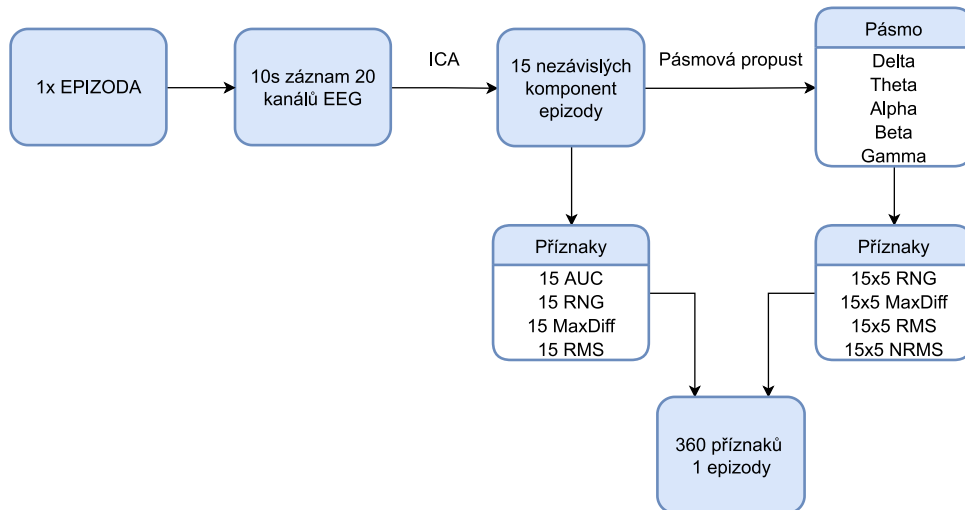 1x EPIZODA
10s záznam 20
kanálů EEG
ICA
15 nezávislých
komponent
epizody
Pásmová propust
Pásmo
Delta
Theta
Alpha
Beta
Gamma
Příznaky
15 AUC
15 RNG
15 MaxDiff
15 RMS
Příznaky
15x5 RNG
15x5 MaxDiff
15x5 RMS
15x5 NRMS
360 příznaků
1 epizody